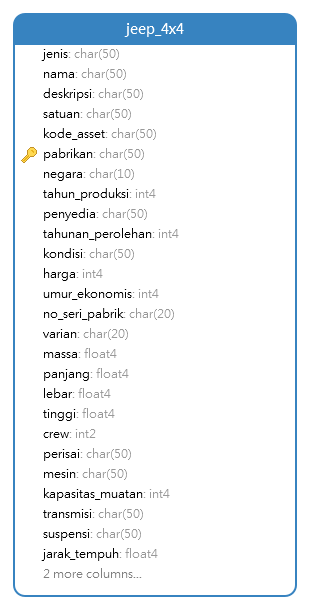 jeep_4x4
jenis: char(50)
nama: char(50)
deskripsi: char(50)
satuan: char(50)
kode_asset: char(50)
pabrikan: char(50)
negara: char(10)
tahun_produksi: int4
penyedia: char(50)
tahunan_perolehan: int4
kondisi: char(50)
harga: int4
umur_ekonomis: int4
no_seri_pabrik: char(20)
varian: char(20)
massa: float4
panjang: float4
lebar: float4
tinggi: float4
crew: int2
perisai: char(50)
mesin: char(50)
kapasitas_muatan: int4
transmisi: char(50)
suspensi: char(50)
jarak_tempuh: float4
2 more columns...